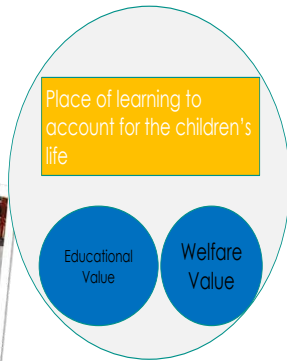 Place of learning to
account for the children's
life
Educational
Value
Welfare
Value